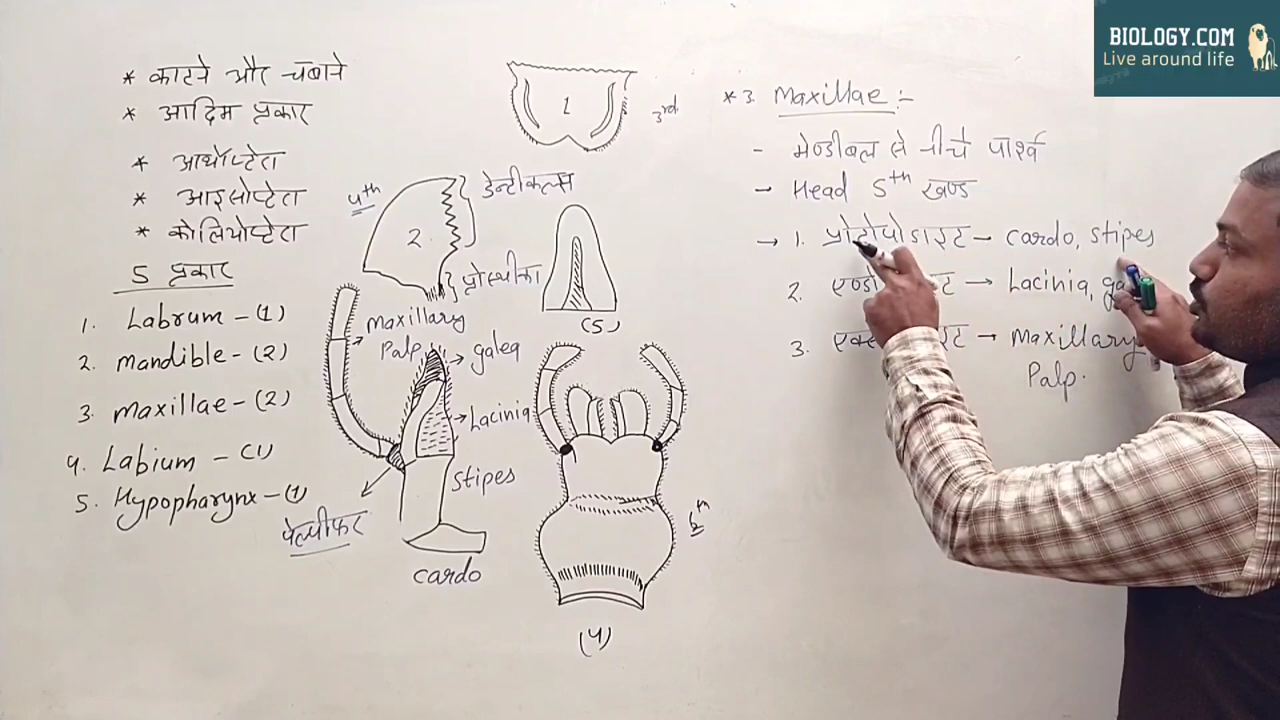 BIOLOGY.COM
Live around life
* काटने और चबाने
* आदिम प्रकार
* आर्थोप्टेरा
* आइसोप्टेरा
* कोलियोप्टेरा
5 प्रकार
1. Labrum - (1)
2. mandible - (2)
3. maxillae - (2)
4. Labium - (1)
5. Hypopharynx - (1)
1
3rd
4th
2
डेन्टीकल्स
प्रोस्थीका
(5)
maxillary
Palp
galea
Lacinia
stipes
पेल्पीफर
cardo
(4)
* 3. Maxillae :-
- मेण्डीबल से नीचे पार्श्व
- Head 5th खण्ड
→ 1. प्रोटोपोडाइट - cardo, stipes
2. → Lacinia, ga
3. → Maxillary
Palp.